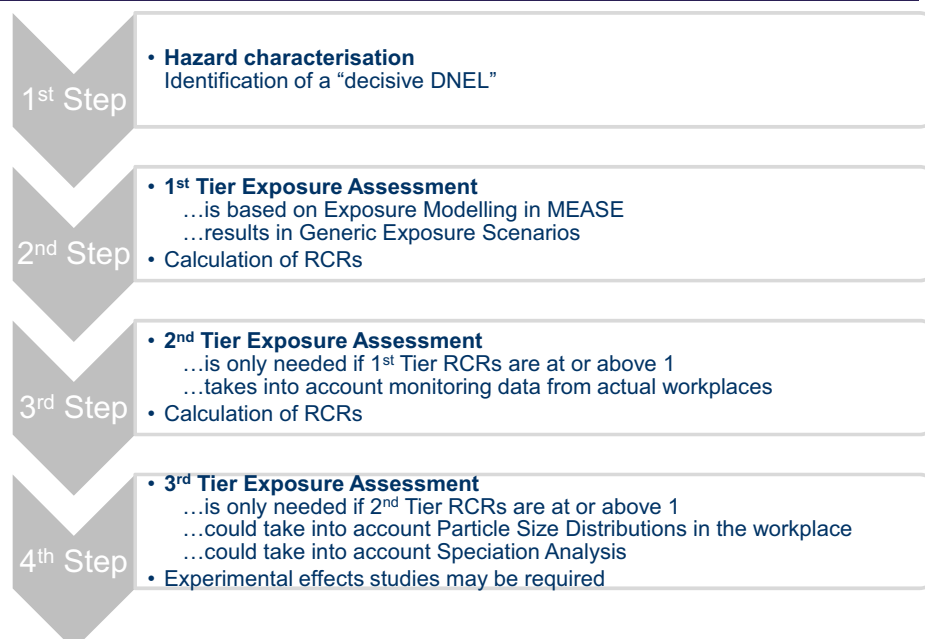 1st Step
• Hazard characterisation
Identification of a “decisive DNEL”
2nd Step
• 1st Tier Exposure Assessment
…is based on Exposure Modelling in MEASE
…results in Generic Exposure Scenarios
• Calculation of RCRs
3rd Step
• 2nd Tier Exposure Assessment
…is only needed if 1st Tier RCRs are at or above 1
…takes into account monitoring data from actual workplaces
• Calculation of RCRs
4th Step
• 3rd Tier Exposure Assessment
…is only needed if 2nd Tier RCRs are at or above 1
…could take into account Particle Size Distributions in the workplace
…could take into account Speciation Analysis
• Experimental effects studies may be required